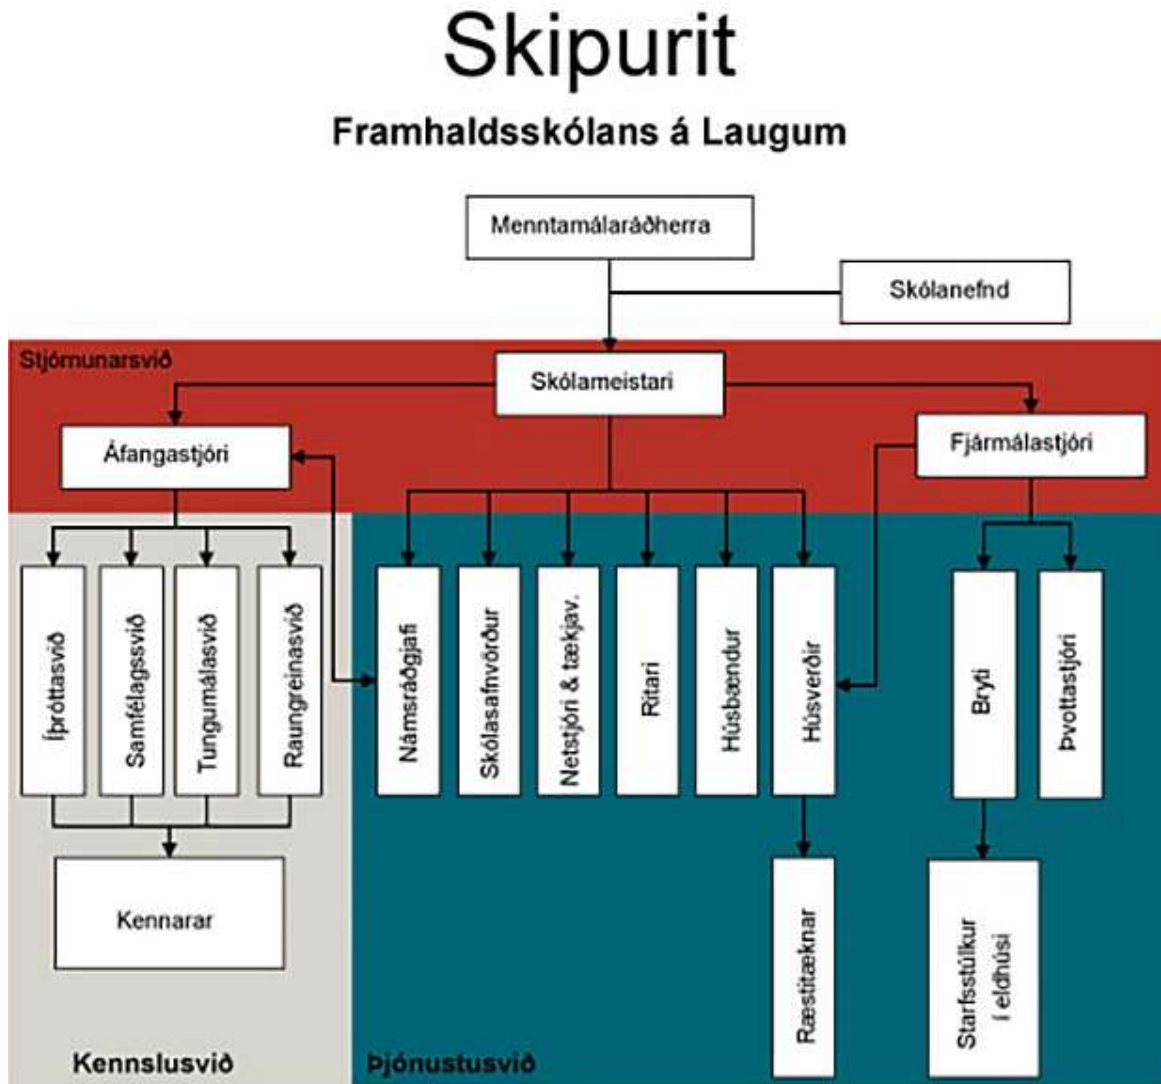 Skipurit
Framhaldsskólans á Laugum
Menntamálaráðherra
Skólanefnd
Stjórnunarsvið
Skólameistari
Áfangastjóri
Fjármálastjóri
Íþróttasvið
Samfélagssvið
Tungumálasvið
Raungreinasvið
Námsráðgjafi
Skólasafnvörður
Netstjóri & tækjav.
Ritari
Húsbændur
Húsverðir
Bryti
Þvottastjóri
Kennarar
Ræstitæknar
Starfsstúlkur
í eldhúsi
Kennslusvið
Þjónustusvið